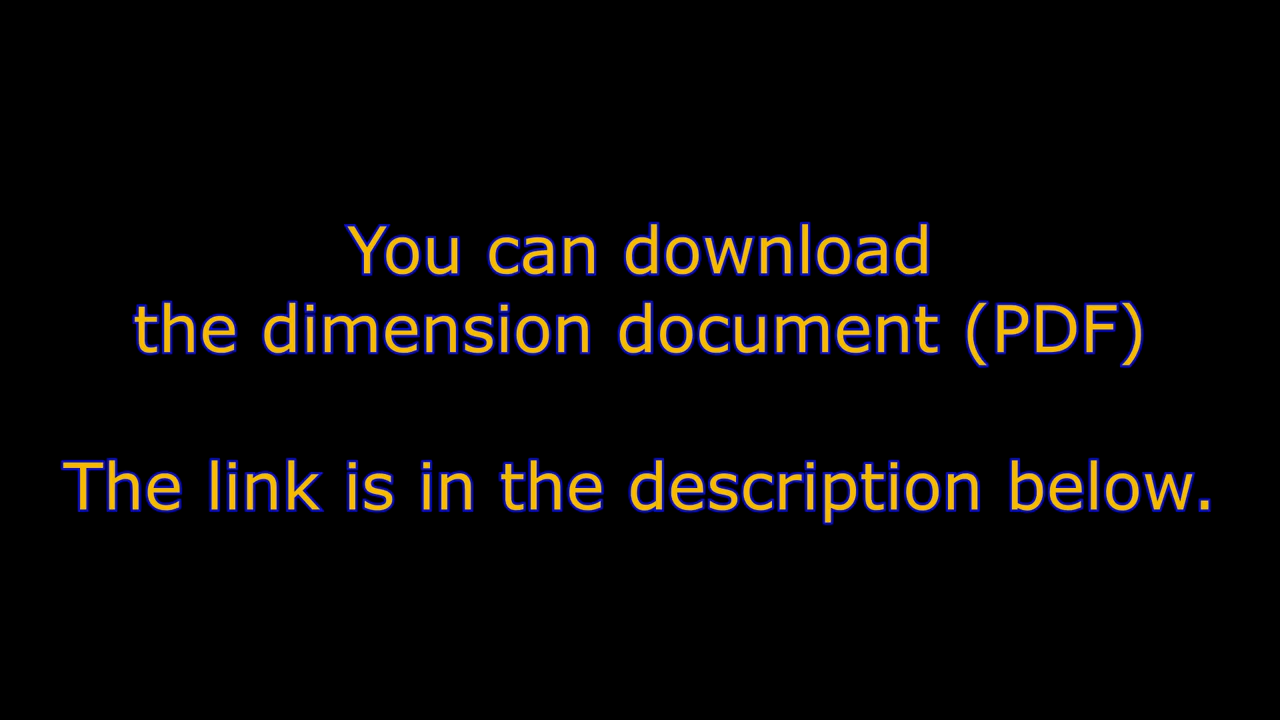 You can download
the dimension document (PDF)
The link is in the description below.